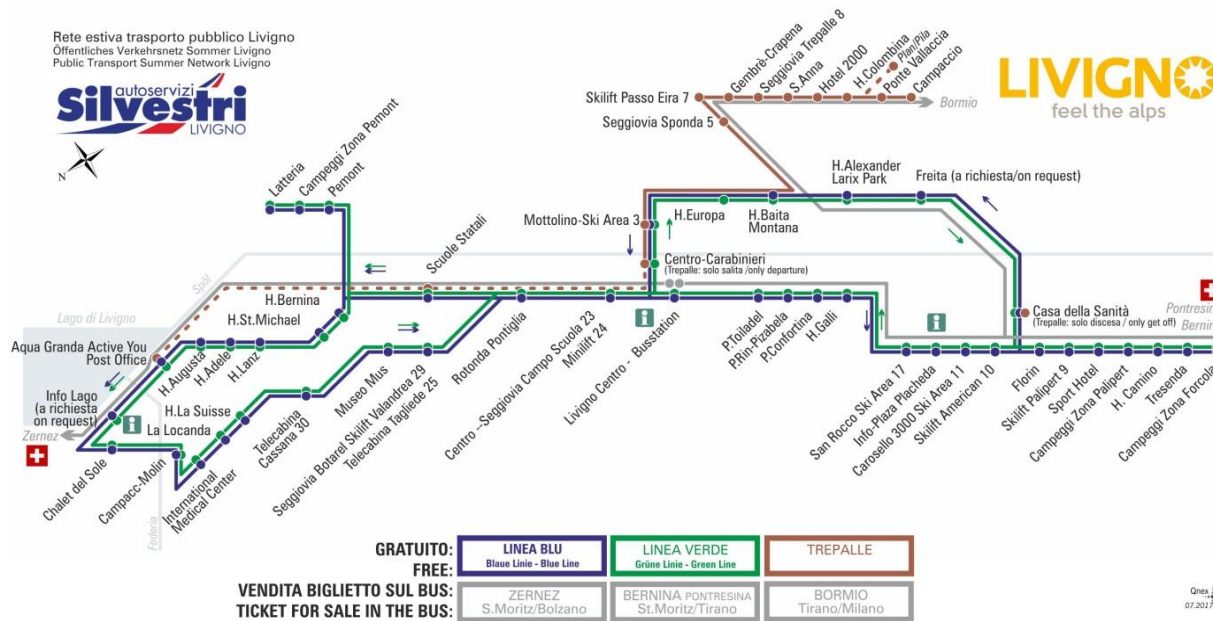 Rete estiva trasporto pubblico Livigno
Öffentliches Verkehrsnetz Sommer Livigno
Public Transport Summer Network Livigno
autoservizi
Silvestri
LIVIGNO
N
LIVIGNO
feel the alps
Gembrè-Crapena
Seggiovia Trepalle 8
S.Anna
Hotel 2000
H.Colombina
Plan/Pila
Ponte Vallaccia
Campaccio
Skilift Passo Eira 7
Bormio
Seggiovia Sponda 5
Latteria
Campeggi Zona Pemont
Pemont
H.Alexander
Larix Park
Freita (a richiesta/on request)
Mottolino-Ski Area 3
H.Europa
H.Baita
Montana
Scuole Statali
Centro-Carabinieri
(Trepalle: solo salita /only departure)
Spöl
H.Bernina
Lago di Livigno
H.St.Michael
Casa della Sanità
(Trepalle: solo discesa / only get off)
Pontresin
Bernin
Aqua Granda Active You
Post Office
H.Augusta
H.Adele
H.Lanz
i
Info Lago
(a richiesta
on request)
i
H.La Suisse
La Locanda
Zernez
Chalet del Sole
Campacc-Molin
International
Medical Center
Telecabina
Cassana 30
Museo Mus
Seggiovia Botarel Skilift Valandrea 29
Telecabina Tagliede 25
Rotonda Pontiglia
Centro --Seggiovia Campo Scuola 23
Minilift 24
Livigno Centro - Busstation
P.Toiladel
P.Rin-Pizabela
P.Confortina
H.Galli
i
San Rocco Ski Area 17
Info-Plaza Placheda
Carosello 3000 Ski Area 11
Skilift American 10
Florin
Skilift Palipert 9
Sport Hotel
Campeggi Zona Palipert
H. Camino
Tresenda
Campeggi Zona Forcola
Federia
GRATUITO:
FREE:
LINEA BLU
Blaue Linie - Blue Line
LINEA VERDE
Grüne Linie - Green Line
TREPALLE
VENDITA BIGLIETTO SUL BUS:
TICKET FOR SALE IN THE BUS:
ZERNEZ
S.Moritz/Bolzano
BERNINA PONTRESINA
St.Moritz/Tirano
BORMIO
Tirano/Milano
Qnex
07.2017